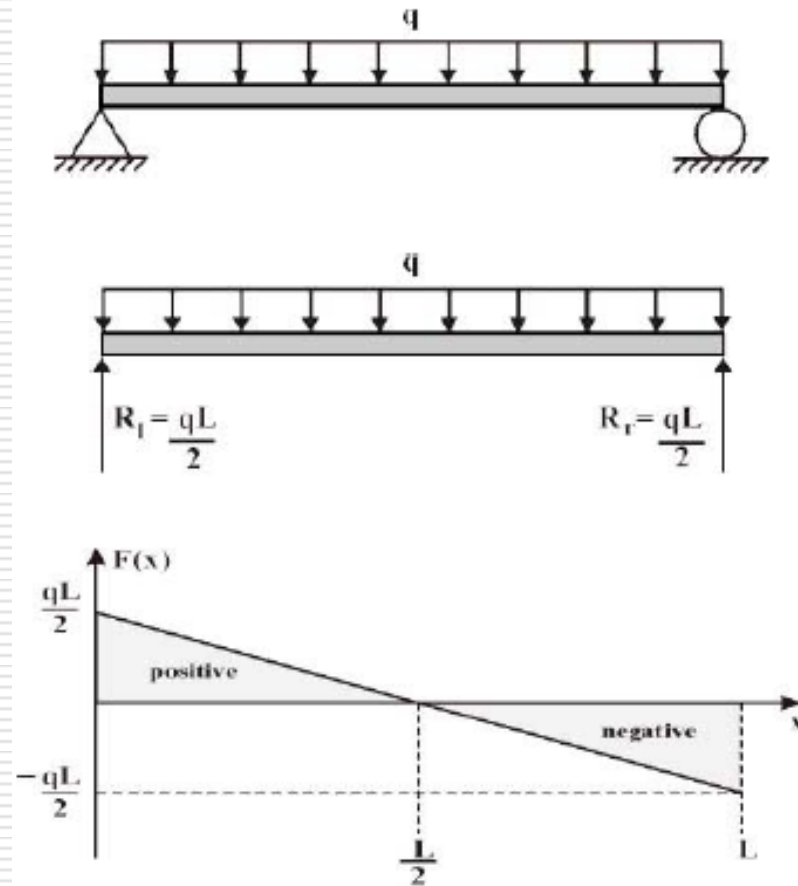 q
q
R_l = qL/2
R_r = qL/2
F(x)
qL/2
positive
negative
x
-qL/2
L/2
L